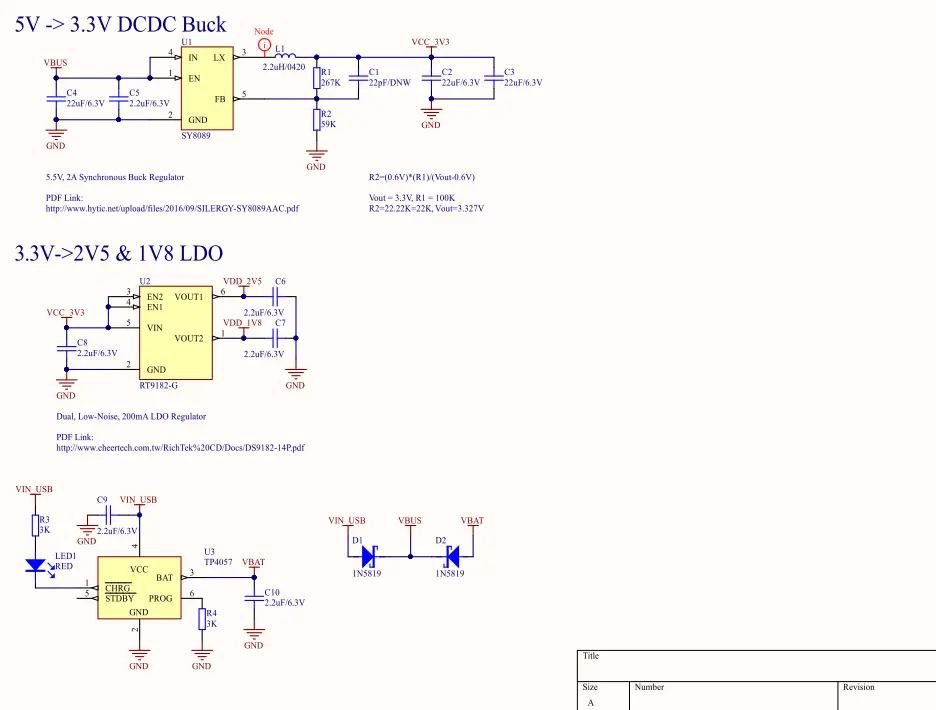 5V -> 3.3V DCDC Buck
U1
Node
i
L1
2.2uH/0420
VCC_3V3
VBUS
4 IN LX 3
1 EN
FB 5
2 GND
SY8089
C4
22uF/6.3V
C5
2.2uF/6.3V
R1
267K
C1
22pF/DNW
C2
22uF/6.3V
C3
22uF/6.3V
R2
59K
GND
GND
GND
5.5V, 2A Synchronous Buck Regulator
PDF Link:
http://www.hytic.net/upload/files/2016/09/SILERGY-SY8089AAC.pdf
R2=(0.6V)*(R1)/(Vout-0.6V)
Vout = 3.3V, R1 = 100K
R2=22.22K=22K, Vout=3.327V
3.3V->2V5 & 1V8 LDO
U2
VDD_2V5
C6
3 EN2 VOUT1 6
4 EN1
2.2uF/6.3V
VCC_3V3
VDD_1V8
C7
5 VIN
VOUT2 1
C8
2.2uF/6.3V
2.2uF/6.3V
2 GND
RT9182-G
GND
GND
Dual, Low-Noise, 200mA LDO Regulator
PDF Link:
http://www.cheertech.com.tw/RichTek%20CD/Docs/DS9182-14P.pdf
VIN_USB
C9
VIN_USB
R3
3K
2.2uF/6.3V
GND
4
LED1
RED
U3
TP4057
VBAT
VCC
BAT 3
1 CHRG
5 STDBY
PROG 6
GND
2
C10
2.2uF/6.3V
R4
3K
GND
GND
GND
VIN_USB
VBUS
VBAT
D1
D2
1N5819
1N5819
Title
Size
Number
Revision
A